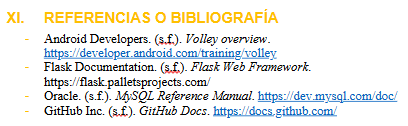 XI. REFERENCIAS O BIBLIOGRAFÍA
- Android Developers. (s.f.). Volley overview.
https://developer.android.com/training/volley
- Flask Documentation. (s.f.). Flask Web Framework.
https://flask.palletsprojects.com/
- Oracle. (s.f.). MySQL Reference Manual. https://dev.mysql.com/doc/
- GitHub Inc. (s.f.). GitHub Docs. https://docs.github.com/